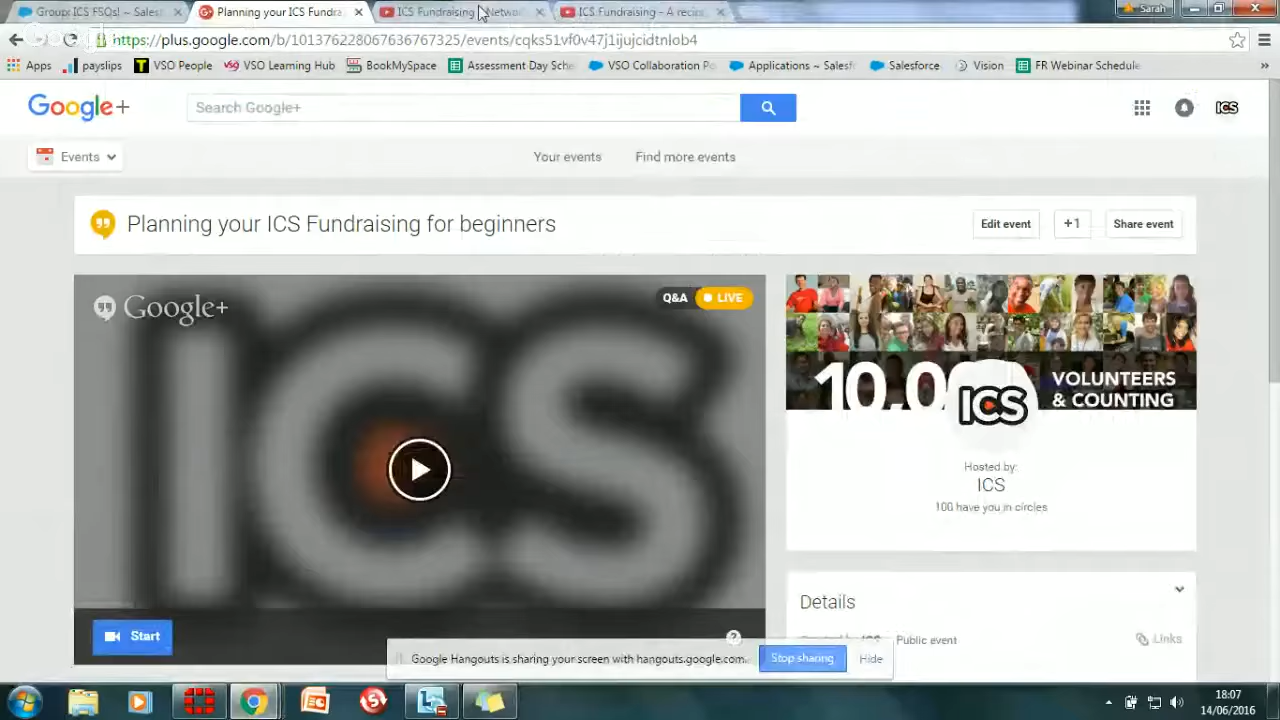 Group: ICS FSOs! ~ Salesf
Planning your ICS Fundra
ICS Fundraising Networ
ICS Fundraising - A recip
Sarah
https://plus.google.com/b/101376228067636767325/events/cqks51vf0v47j1ijujcidtnlob4
Apps
payslips
VSO People
VSO Learning Hub
BookMySpace
Assessment Day Sche
VSO Collaboration Po
Applications ~ Salesf
Salesforce
Vision
FR Webinar Schedule
»
Google+
Search Google+
ICS
Events
Your events
Find more events
Planning your ICS Fundraising for beginners
Edit event
+1
Share event
Google+
Q&A
LIVE
ICS
10,0
ICS
VOLUNTEERS
& COUNTING
Hosted by:
ICS
100 have you in circles
Details
Public event
Links
Start
?
Google Hangouts is sharing your screen with hangouts.google.com.
Stop sharing
Hide
18:07
14/06/2016